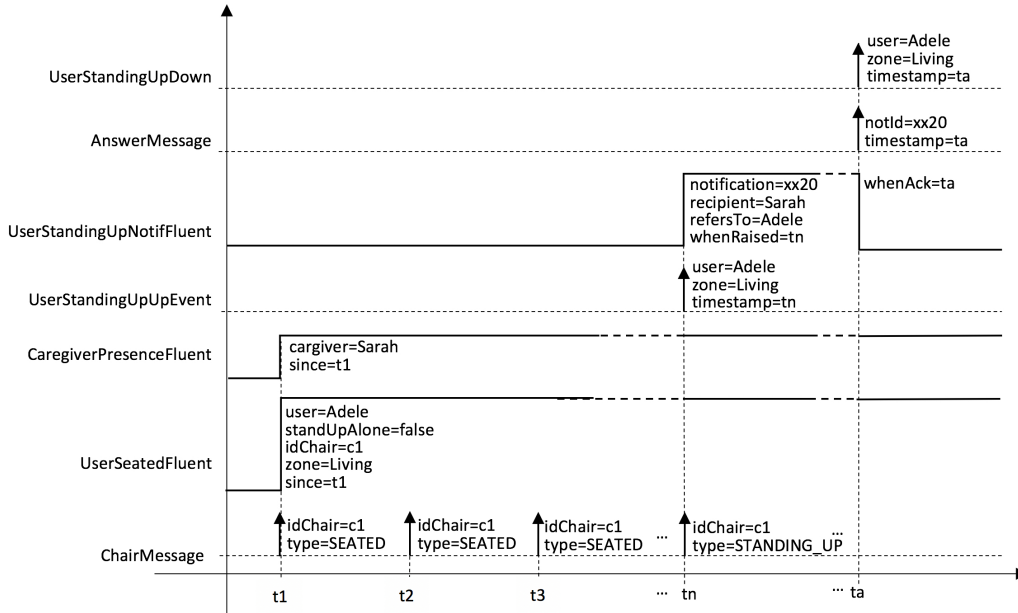 UserStandingUpDown
user=Adele
zone=Living
timestamp=ta
AnswerMessage
notId=xx20
timestamp=ta
UserStandingUpNotifFluent
notification=xx20
recipient=Sarah
refersTo=Adele
whenRaised=tn
whenAck=ta
UserStandingUpUpEvent
user=Adele
zone=Living
timestamp=tn
CaregiverPresenceFluent
cargiver=Sarah
since=t1
UserSeatedFluent
user=Adele
standUpAlone=false
idChair=c1
zone=Living
since=t1
ChairMessage
idChair=c1
type=SEATED
idChair=c1
type=SEATED
idChair=c1
type=SEATED
...
idChair=c1
type=STANDING_UP
...
t1
t2
t3
...
tn
...
ta